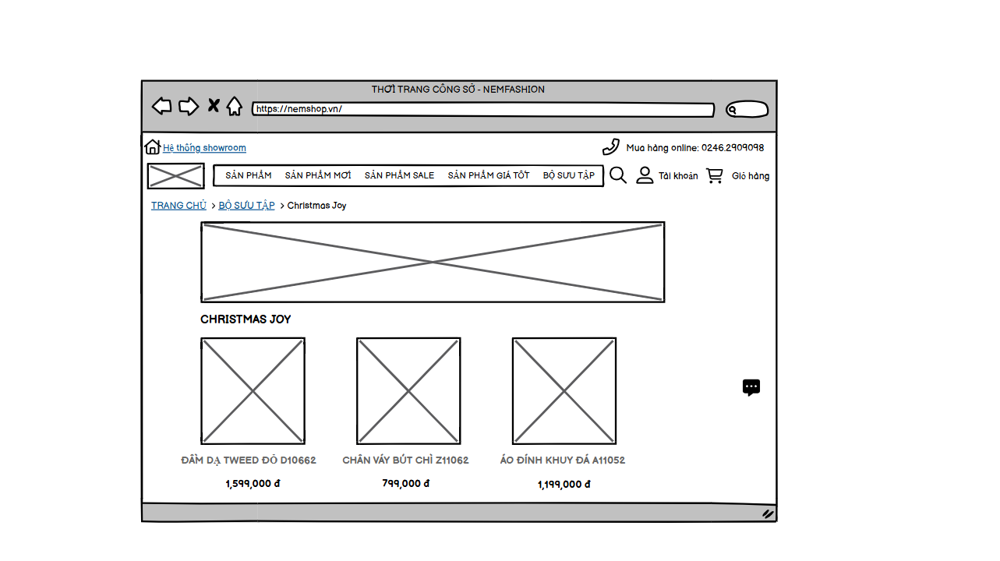 THỜI TRANG CÔNG SỞ - NEMFASHION
https://nemshop.vn/
Hệ thống showroom
Mua hàng online: 0246.2909098
SẢN PHẨM SẢN PHẨM MỚI SẢN PHẨM SALE SẢN PHẨM GIÁ TỐT BỘ SƯU TẬP Tài khoản Giỏ hàng
TRANG CHỦ > BỘ SƯU TẬP > Christmas Joy
CHRISTMAS JOY
ĐẦM DẠ TWEED ĐỎ D10662 CHÂN VÁY BÚT CHÌ Z11062 ÁO ĐÍNH KHUY ĐÁ A11052
1,599,000 đ 799,000 đ 1,199,000 đ